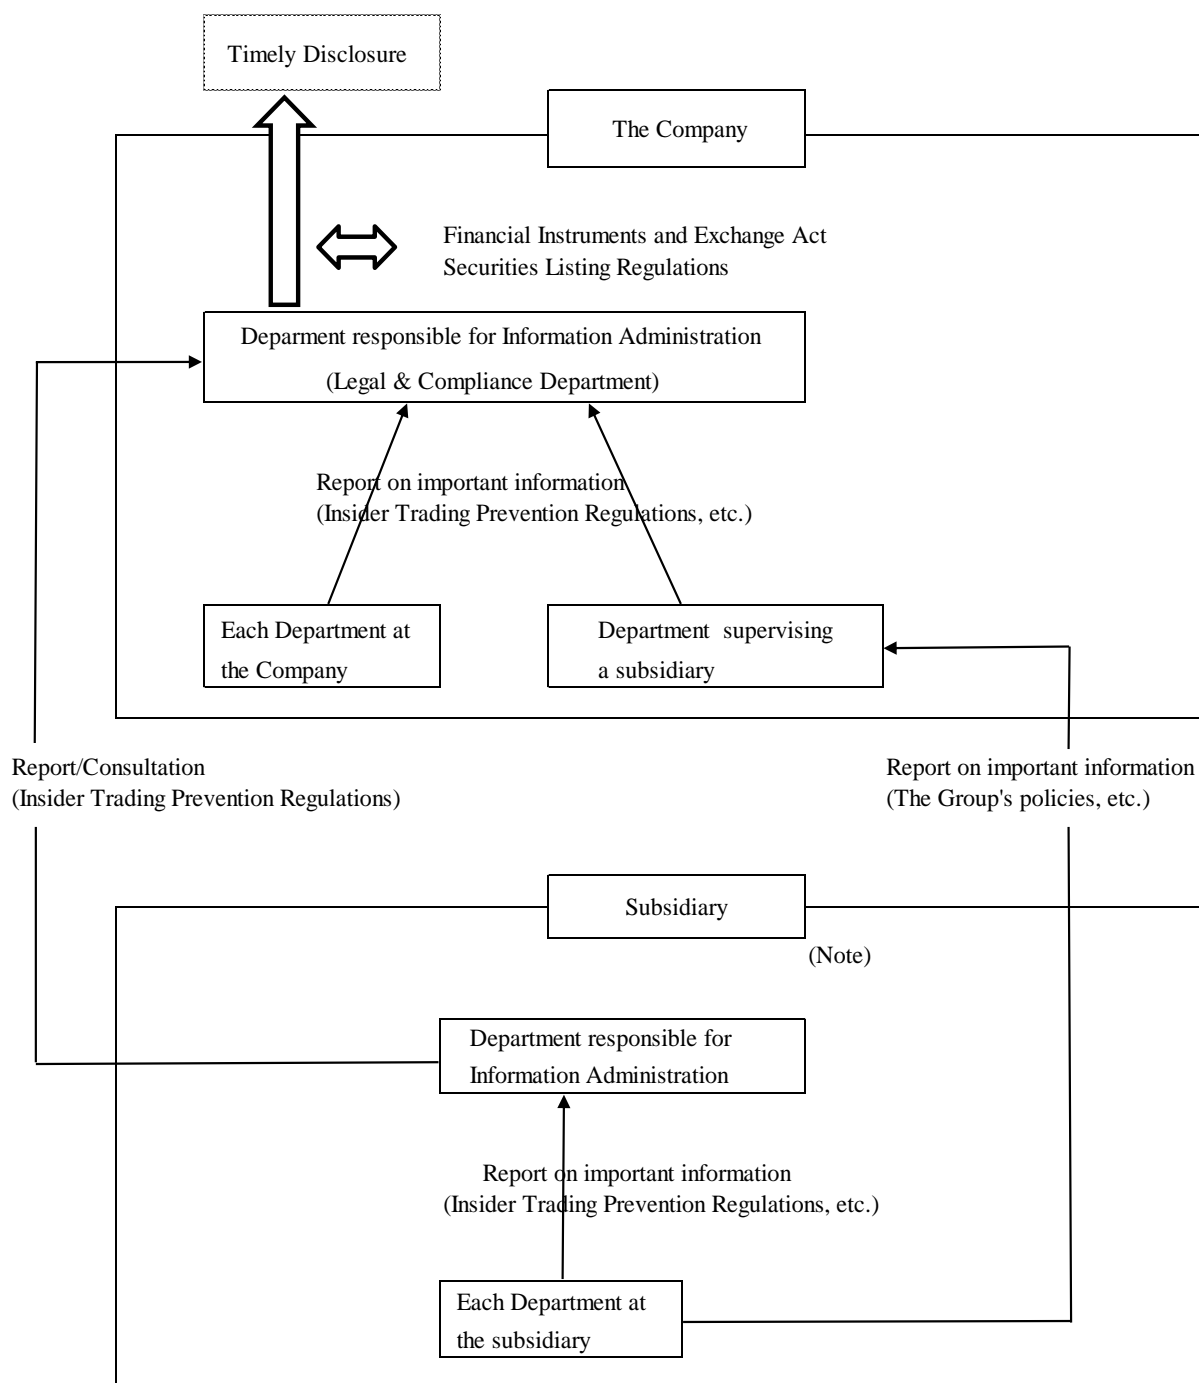 Timely Disclosure
The Company
Financial Instruments and Exchange Act
Securities Listing Regulations
Deparment responsible for Information Administration
(Legal & Compliance Department)
Report on important information
(Insider Trading Prevention Regulations, etc.)
Each Department at
the Company
Department supervising
a subsidiary
Report/Consultation
(Insider Trading Prevention Regulations)
Report on important information
(The Group's policies, etc.)
Subsidiary
(Note)
Department responsible for
Information Administration
Report on important information
(Insider Trading Prevention Regulations, etc.)
Each Department at
the subsidiary